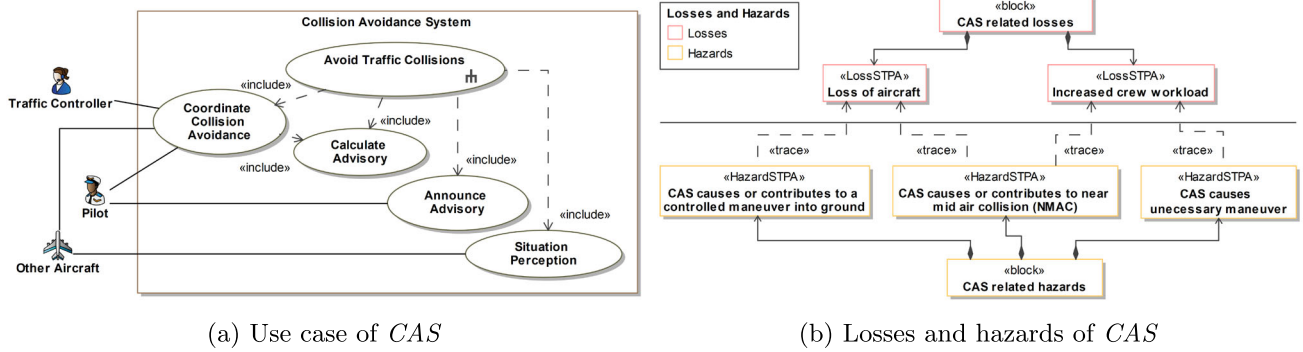 Collision Avoidance System
Avoid Traffic Collisions
«include»
Traffic Controller
Coordinate
Collision
Avoidance
«include»
Calculate
Advisory
«include»
Announce
Advisory
Pilot
«include»
Situation
Perception
Other Aircraft
(a) Use case of CAS
Losses and Hazards
Losses
Hazards
«block»
CAS related losses
«LossSTPA»
Loss of aircraft
«LossSTPA»
Increased crew workload
«trace»
«trace»
«trace»
«trace»
«HazardSTPA»
CAS causes or contributes to a
controlled maneuver into ground
«HazardSTPA»
CAS causes or contributes to near
mid air collision (NMAC)
«HazardSTPA»
CAS causes
unecessary maneuver
«block»
CAS related hazards
(b) Losses and hazards of CAS